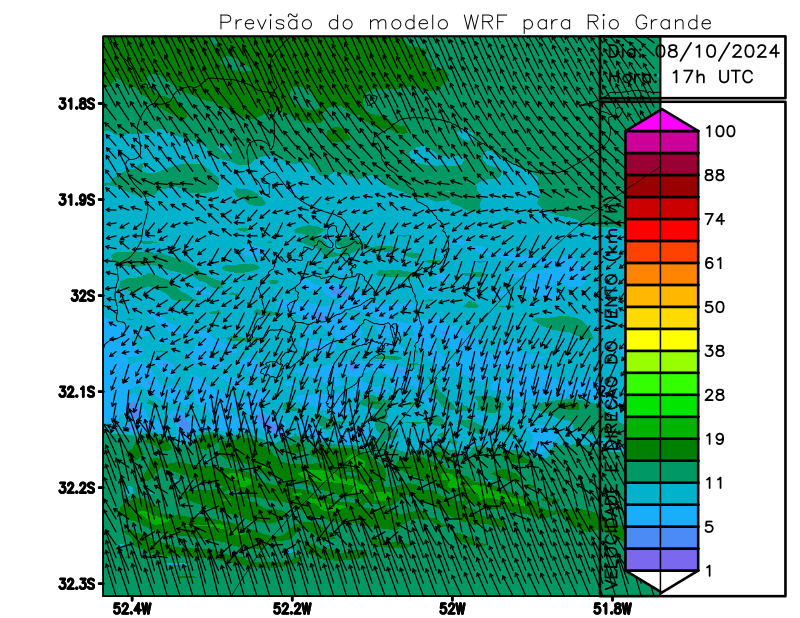 Previsão do modelo WRF para Rio Grande
Dia: 08/10/2024
Hora: 17h UTC
31.8S
31.9S
32S
32.1S
32.2S
32.3S
52.4W
52.2W
52W
51.8W
VELOCIDADE E DIREÇÃO DO VENTO (km/h)
100
88
74
61
50
38
28
19
11
5
1